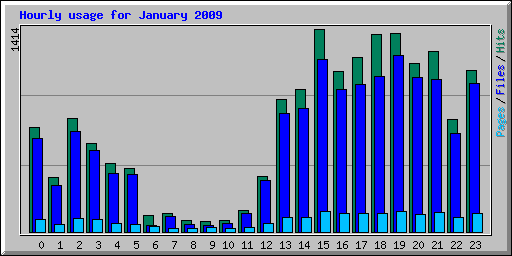 Hourly usage for January 2009
1414
Pages/Files/Hits
0 1 2 3 4 5 6 7 8 9 10 11 12 13 14 15 16 17 18 19 20 21 22 23